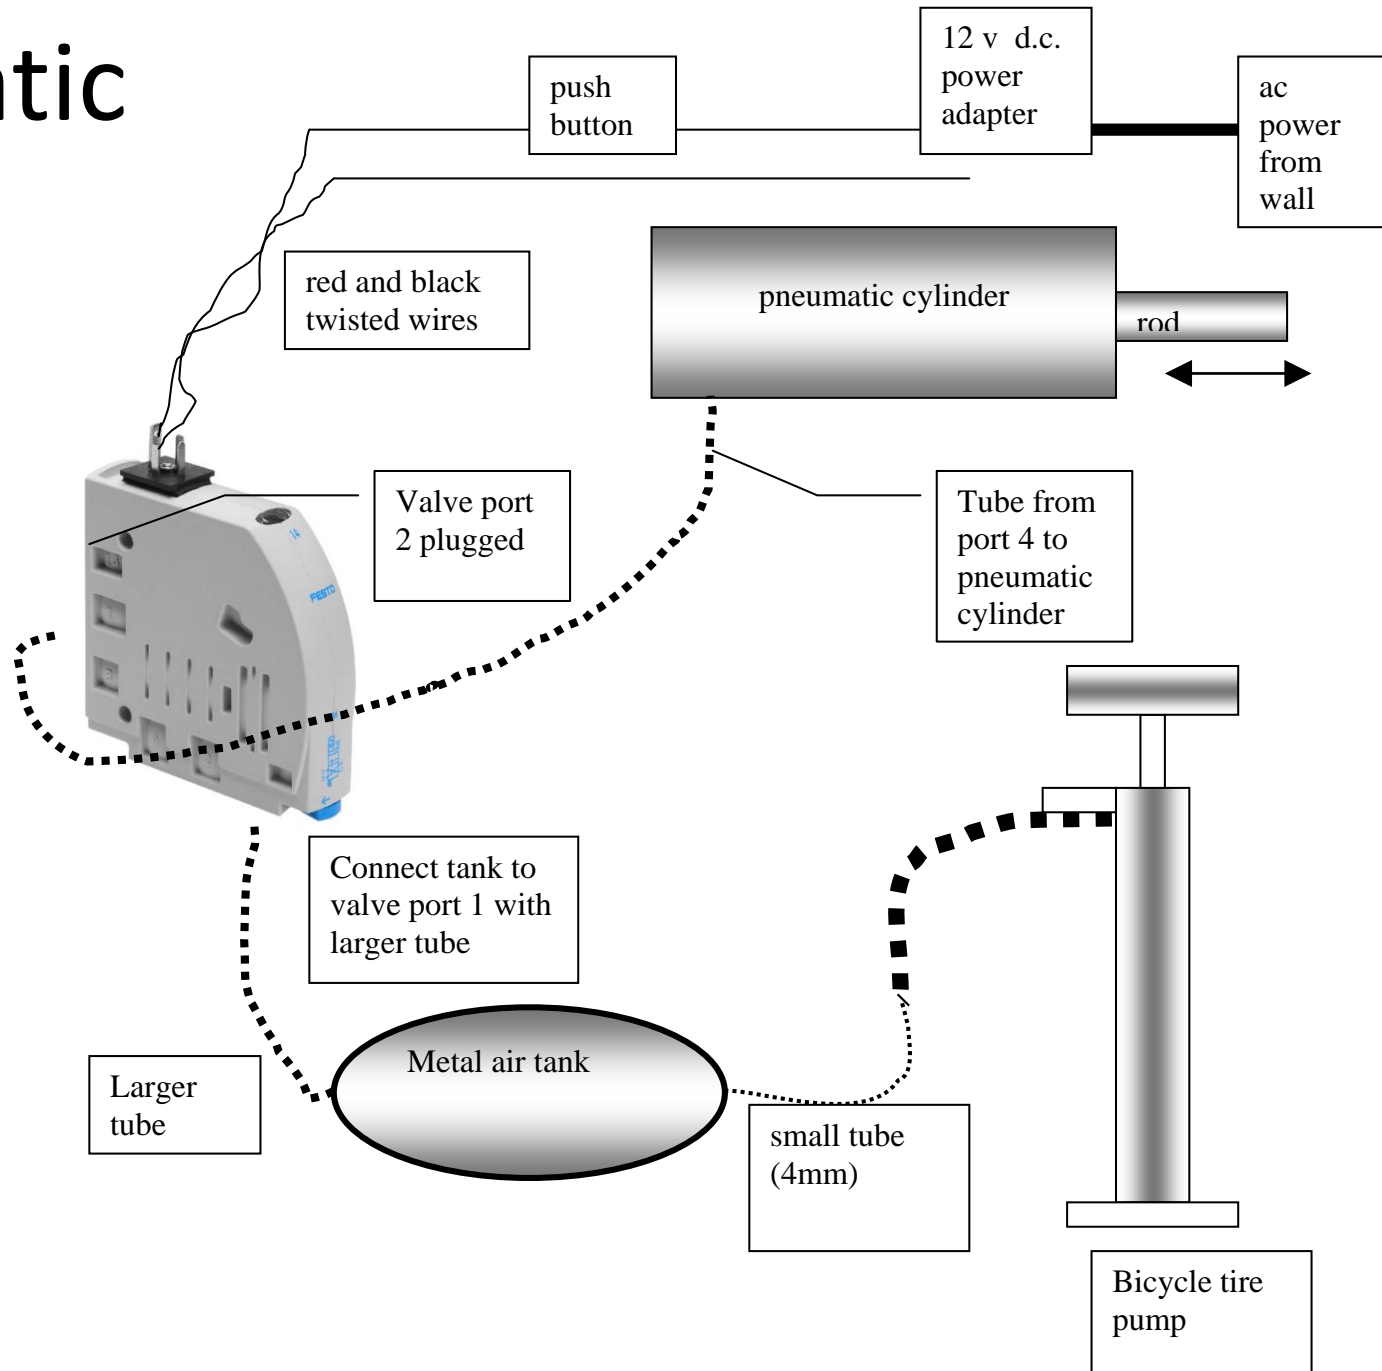 atic
push
button
12 v  d.c.
power
adapter
ac
power
from
wall
red and black
twisted wires
pneumatic cylinder
rod
Valve port
2 plugged
Tube from
port 4 to
pneumatic
cylinder
14
FESTO
Connect tank to
valve port 1 with
larger tube
Larger
tube
Metal air tank
small tube
(4mm)
Bicycle tire
pump